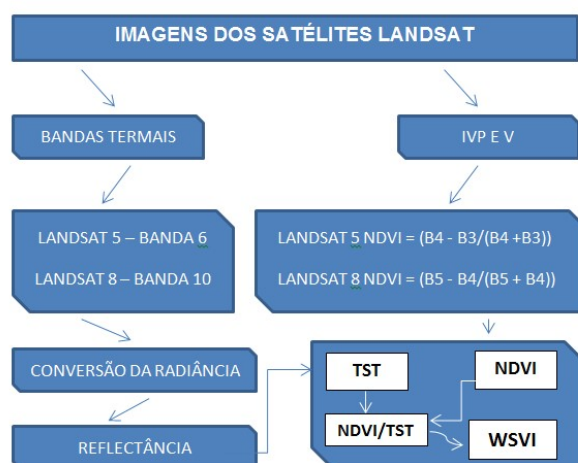 IMAGENS DOS SATÉLITES LANDSAT
BANDAS TERMAIS
IVP E V
LANDSAT 5 – BANDA 6
LANDSAT 8 – BANDA 10
LANDSAT 5 NDVI = (B4 - B3/(B4 +B3))
LANDSAT 8 NDVI = (B5 - B4/(B5 + B4))
CONVERSÃO DA RADIÂNCIA
REFLECTÂNCIA
TST
NDVI
NDVI/TST
WSVI